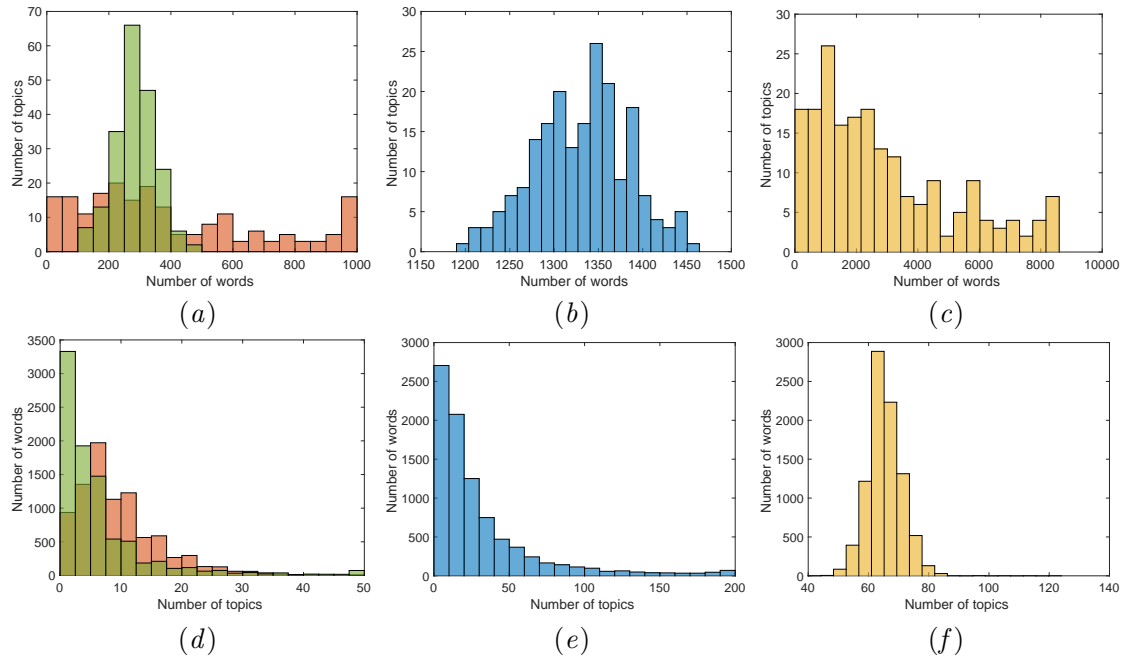 70
60
50
40
30
20
10
0
Number of topics
0 200 400 600 800 1000
Number of words
(a)
30
25
20
15
10
5
0
Number of topics
1150 1200 1250 1300 1350 1400 1450 1500
Number of words
(b)
30
25
20
15
10
5
0
Number of topics
0 2000 4000 6000 8000 10000
Number of words
(c)
3500
3000
2500
2000
1500
1000
500
0
Number of words
0 10 20 30 40 50
Number of topics
(d)
3000
2500
2000
1500
1000
500
0
Number of words
0 50 100 150 200
Number of topics
(e)
3000
2500
2000
1500
1000
500
0
Number of words
40 60 80 100 120 140
Number of topics
(f)